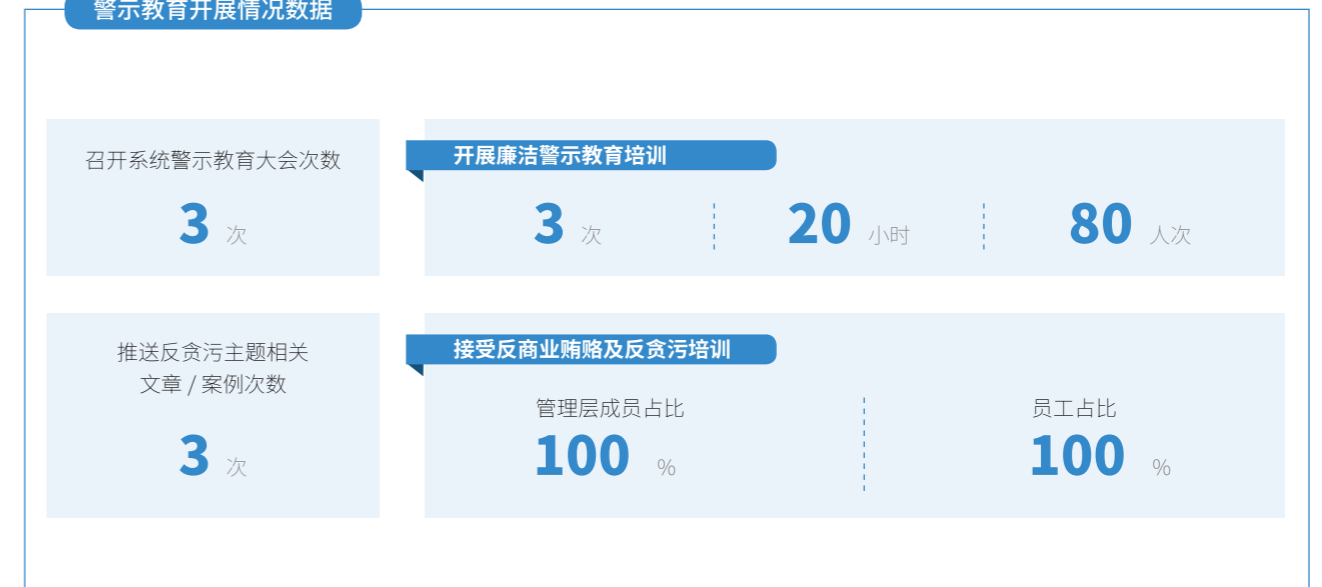 警示教育开展情况数据
召开系统警示教育大会次数
3 次
开展廉洁警示教育培训
3 次 20 小时 80 人次
推送反贪污主题相关
文章 / 案例次数
3 次
接受反商业贿赂及反贪污培训
管理层成员占比 员工占比
100 % 100 %